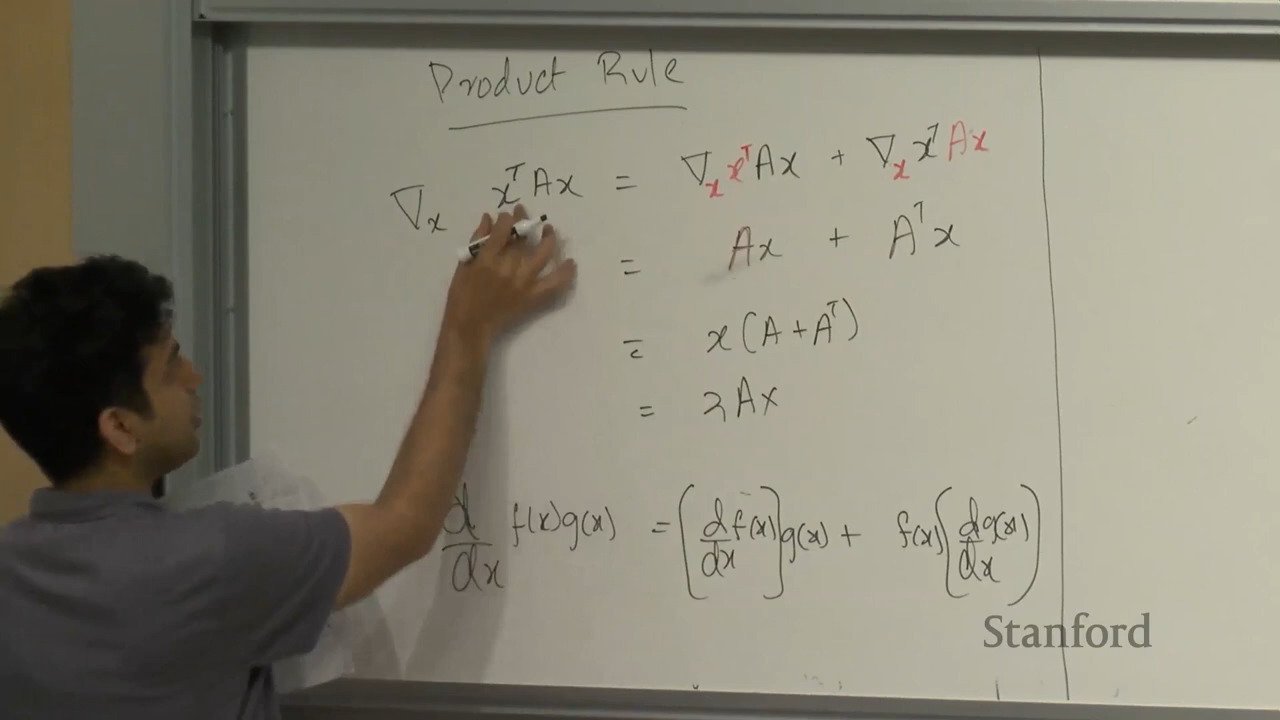 Product Rule
∇ₓ xᵀAx = ∇ₓ xᵀAx + ∇ₓ xᵀAx
= Ax + Aᵀx
= x(A + Aᵀ)
= 2Ax
d/dx f(x)g(x) = (d/dx f(x)) g(x) + f(x) (d/dx g(x))
Stanford